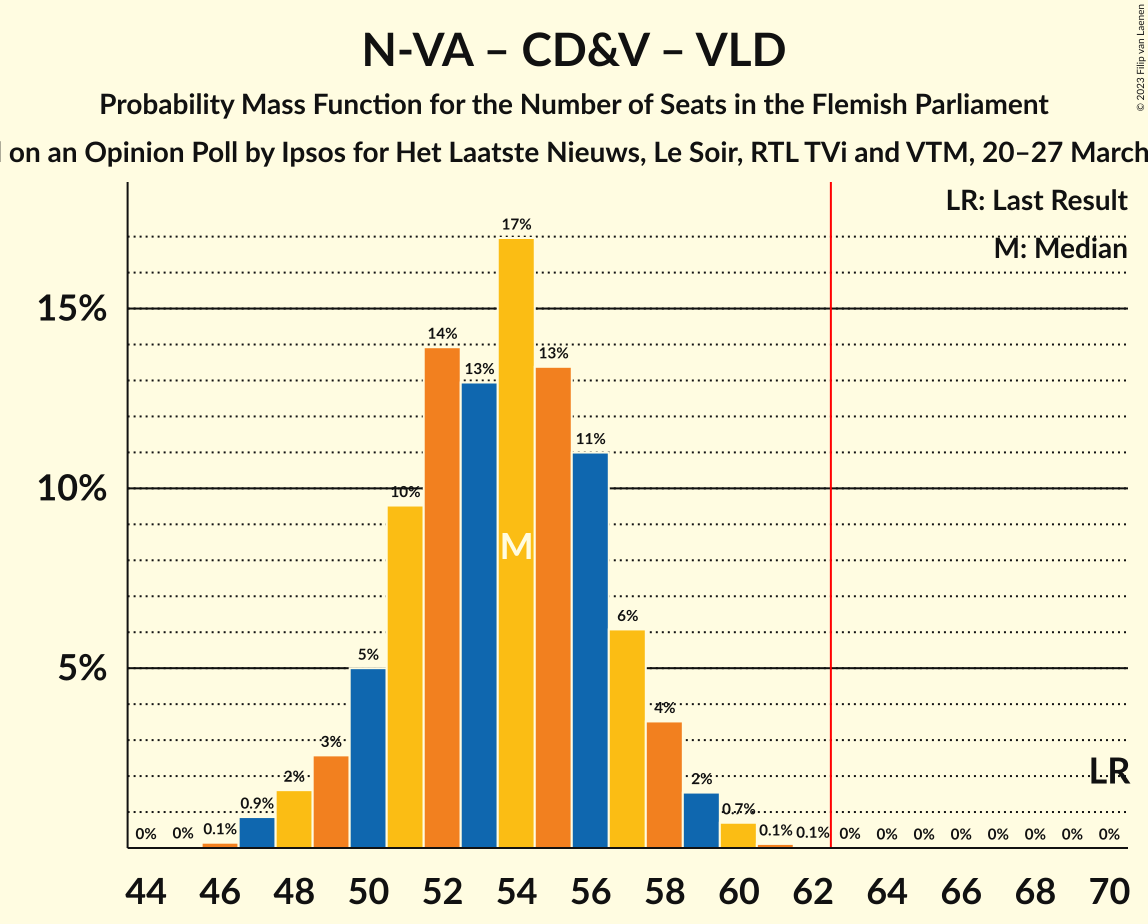 N-VA – CD&V – VLD
Probability Mass Function for the Number of Seats in the Flemish Parliament
on an Opinion Poll by Ipsos for Het Laatste Nieuws, Le Soir, RTL TVi and VTM, 20–27 March
© 2023 Filip van Laenen
LR: Last Result
M: Median
17%
15%
14%
13%
13%
11%
10%
10%
M
6%
5%
5%
4%
3%
2%
2%
LR
0.9%
0.7%
0% 0% 0.1% 0.1% 0.1% 0% 0% 0% 0% 0% 0% 0% 0%
44 46 48 50 52 54 56 58 60 62 64 66 68 70